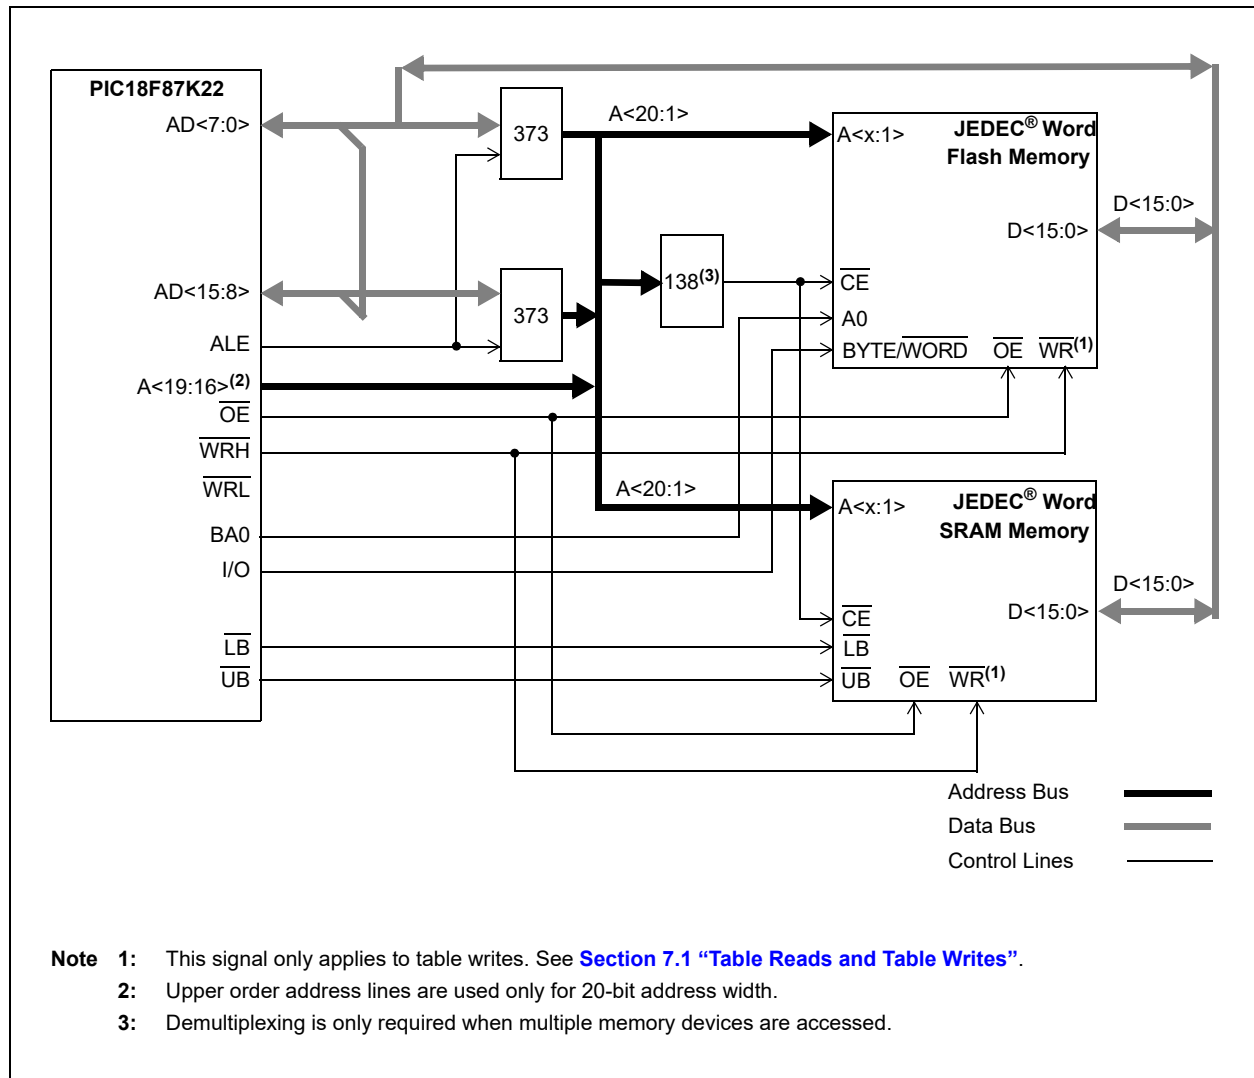 PIC18F87K22
AD<7:0>
AD<15:8>
ALE
A<19:16>(2)
OE
WRH
WRL
BA0
I/O
LB
UB
373
373
138(3)
A<20:1>
A<20:1>
A<x:1>
JEDEC® Word
Flash Memory
D<15:0>
D<15:0>
CE
A0
BYTE/WORD OE WR(1)
A<x:1>
JEDEC® Word
SRAM Memory
D<15:0>
D<15:0>
CE
LB
UB OE WR(1)
Address Bus
Data Bus
Control Lines
Note 1: This signal only applies to table writes. See Section 7.1 “Table Reads and Table Writes”.
2: Upper order address lines are used only for 20-bit address width.
3: Demultiplexing is only required when multiple memory devices are accessed.